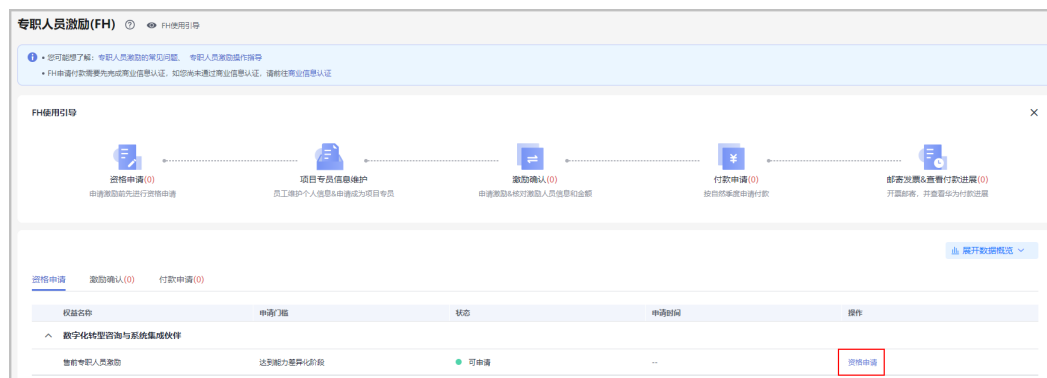 专职人员激励(FH) FH使用引导
• 您可能想了解：专职人员激励的常见问题、 专职人员激励操作指导
• FH申请付款需要先完成商业信息认证，如您尚未通过商业信息认证，请前往商业信息认证
FH使用引导
资格申请(0) 项目专员信息维护 激励确认(0) 付款申请(0) 邮寄发票&查看付款进展(0)
申请激励前先进行资格申请 员工维护个人信息&申请成为项目专员 申请激励&核对激励人员信息和金额 按自然季度申请付款 开票邮寄，并查看华为付款进展
展开数据概览
资格申请 激励确认(0) 付款申请(0)
权益名称 申请门槛 状态 申请时间 操作
数字化转型咨询与系统集成伙伴
售前专职人员激励 达到能力差异化阶段 可申请 -- 资格申请